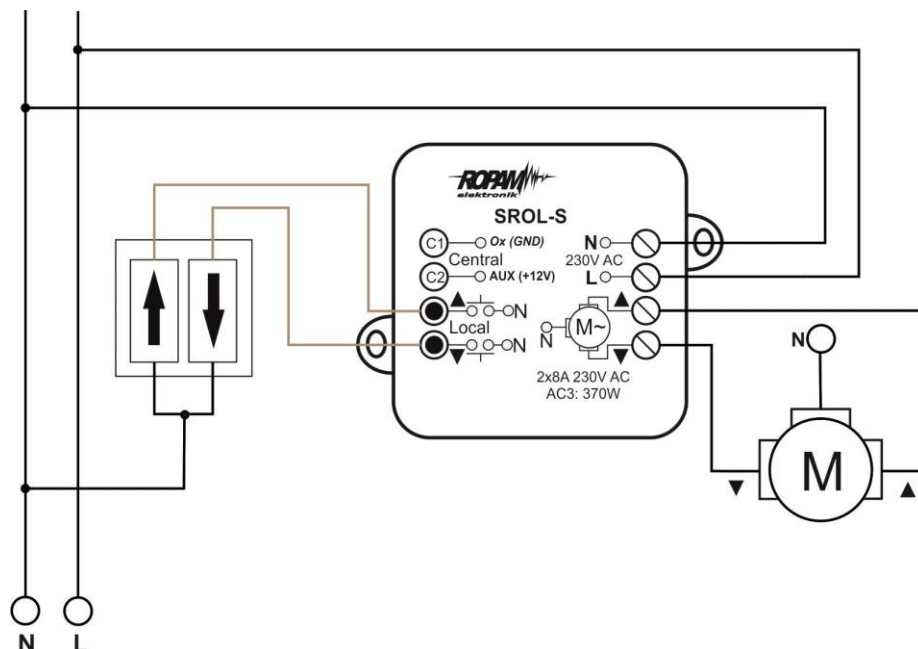 ROPAM
elektronik
SROL-S
C1 Ox (GND)
Central
C2 AUX (+12V)
N
Local
N
N
230V AC
L
N M~
2x8A 230V AC
AC3: 370W
N
M
N L